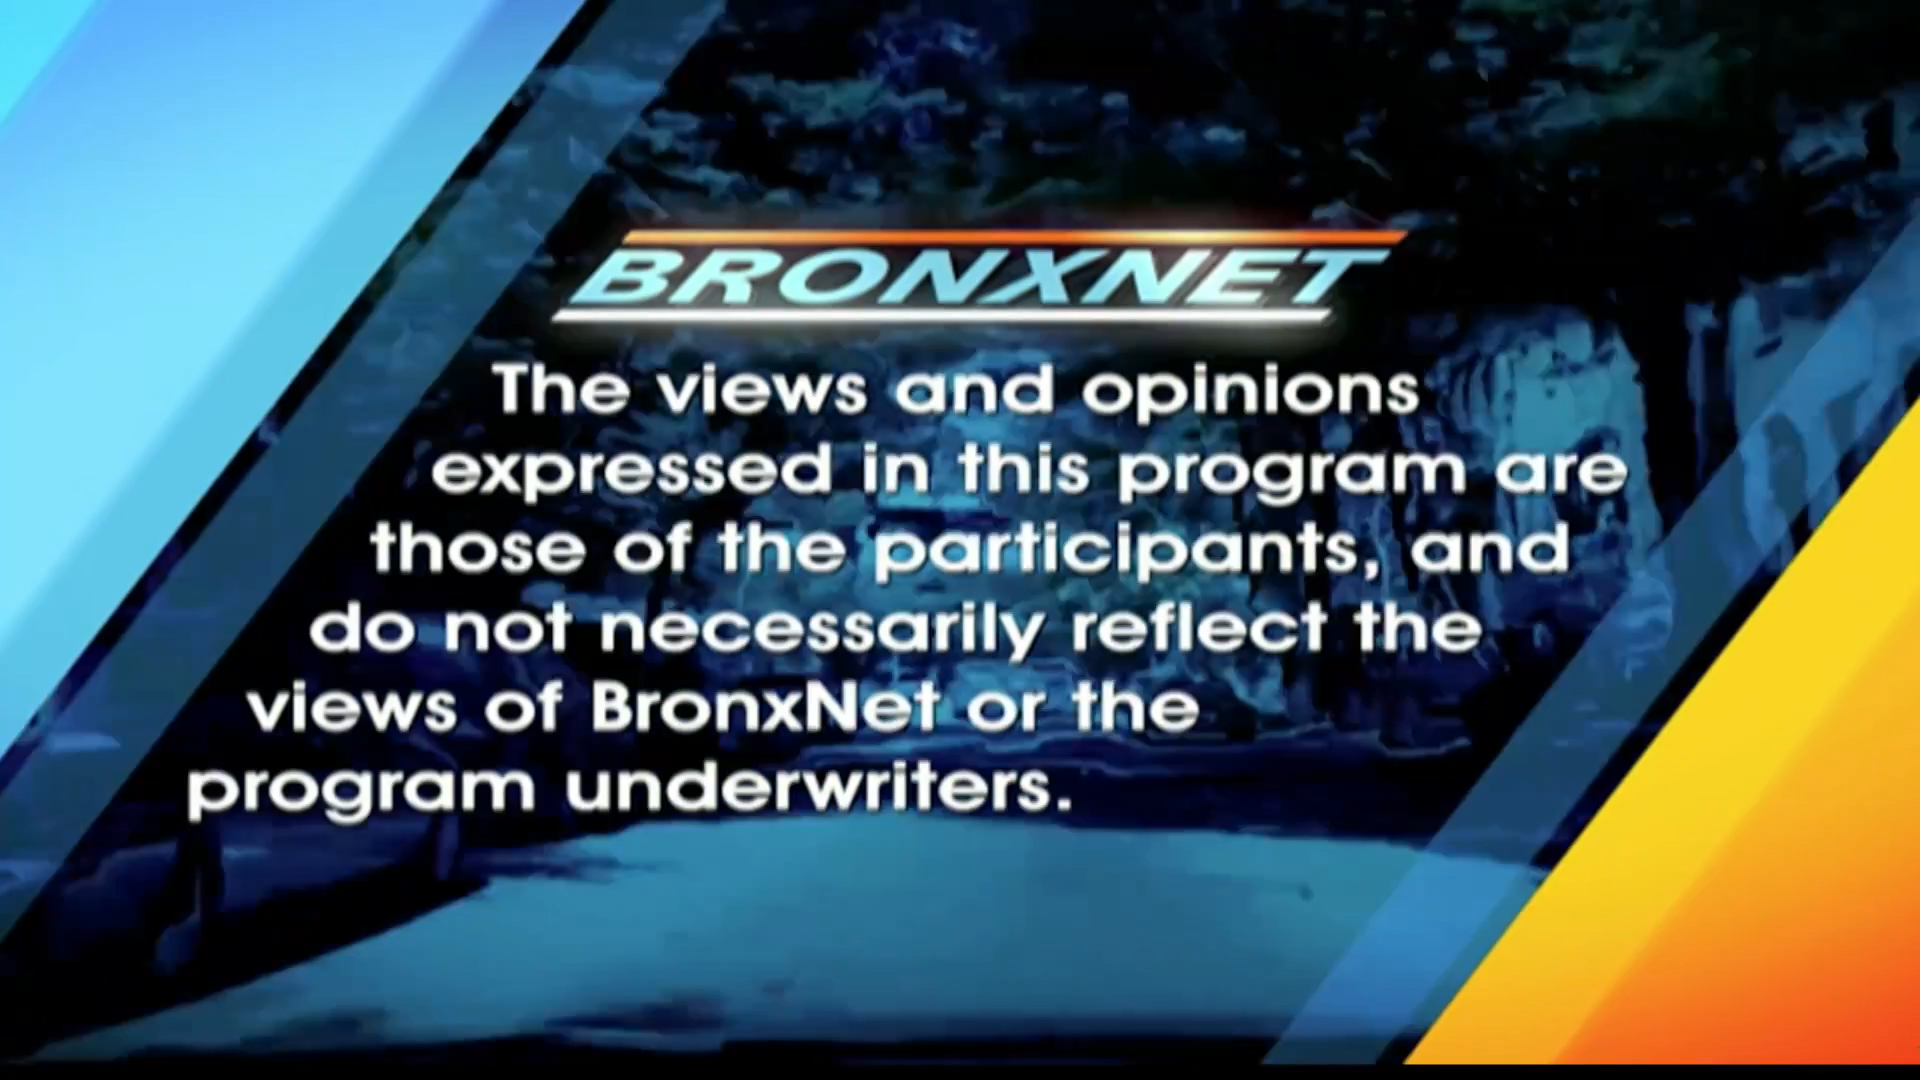 BRONXNET
The views and opinions
expressed in this program are
those of the participants, and
do not necessarily reflect the
views of BronxNet or the
program underwriters.